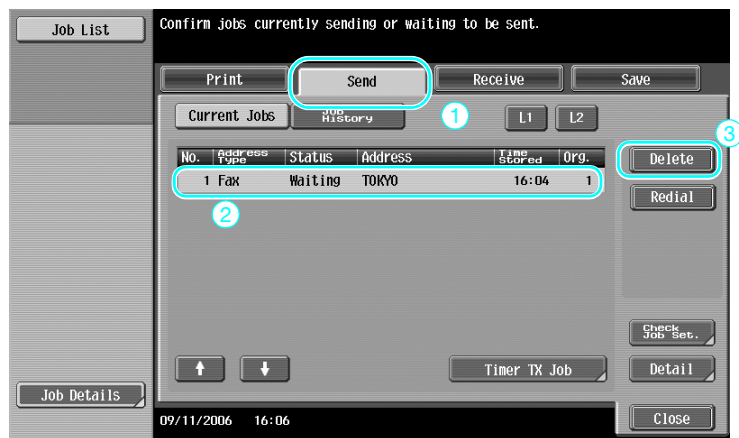 Job List
Confirm jobs currently sending or waiting to be sent.
Print Send Receive Save
Current Jobs Job History 1 L1 L2
3
No. Address Type Status Address Time Stored Org.
Delete
1 Fax Waiting TOKYO 16:04 1
Redial
2
Check Job Set.
Timer TX Job
Detail
Job Details
09/11/2006 16:06
Close